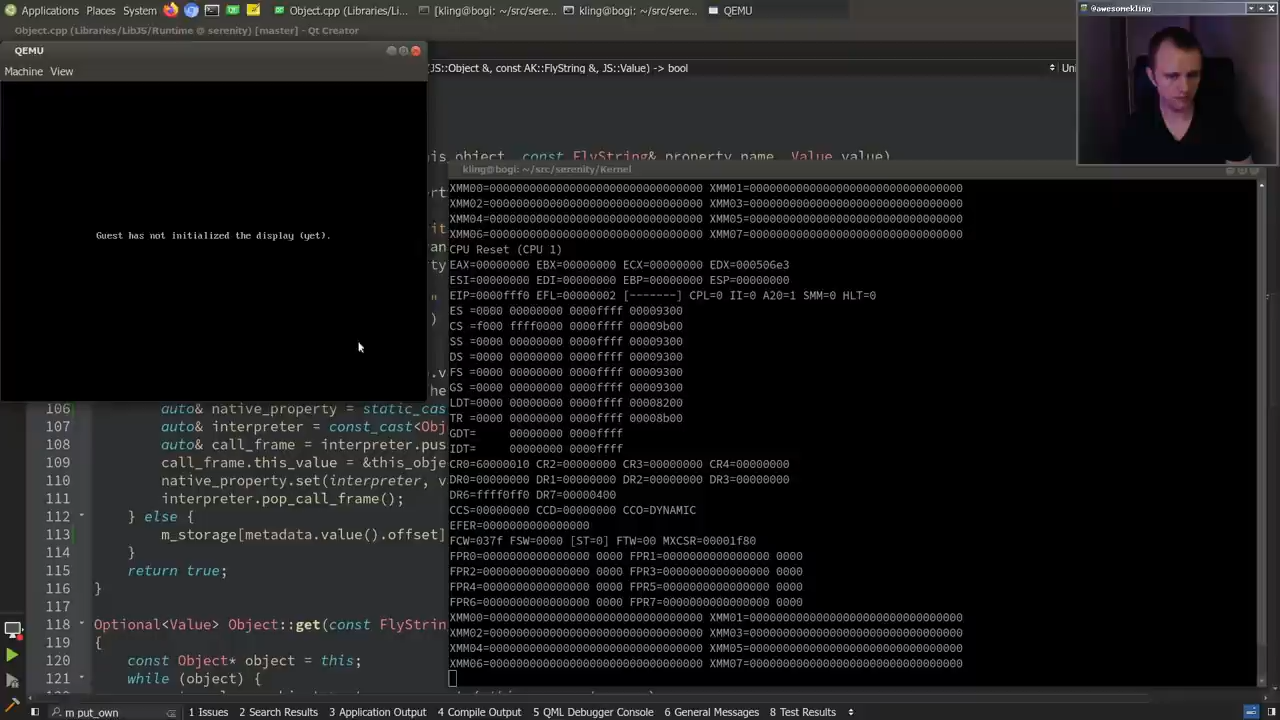 Applications Places System Object.cpp (Libraries/Li... [kling@bogi: ~/src/sere... kling@bogi: ~/src/sere... QEMU
@awesomekling
Object.cpp (Libraries/LibJS/Runtime @ serenity) [master] - Qt Creator
QEMU
Machine View
(JS::Object &, const AK::FlyString &, JS::Value) -> bool
Guest has not initialized the display (yet).
his_object, const FlyString& property_name, Value value)
kling@bogi: ~/src/serenity/Kernel
XMM00=00000000000000000000000000000000 XMM01=00000000000000000000000000000000
XMM02=00000000000000000000000000000000 XMM03=00000000000000000000000000000000
XMM04=00000000000000000000000000000000 XMM05=00000000000000000000000000000000
XMM06=00000000000000000000000000000000 XMM07=00000000000000000000000000000000
CPU Reset (CPU 1)
EAX=00000000 EBX=00000000 ECX=00000000 EDX=000506e3
ESI=00000000 EDI=00000000 EBP=00000000 ESP=00000000
EIP=0000fff0 EFL=00000002 [-------] CPL=0 II=0 A20=1 SMM=0 HLT=0
ES =0000 00000000 0000ffff 00009300
CS =f000 ffff0000 0000ffff 00009b00
SS =0000 00000000 0000ffff 00009300
DS =0000 00000000 0000ffff 00009300
FS =0000 00000000 0000ffff 00009300
GS =0000 00000000 0000ffff 00009300
LDT=0000 00000000 0000ffff 00008200
TR =0000 00000000 0000ffff 00008b00
GDT= 00000000 0000ffff
IDT= 00000000 0000ffff
CR0=60000010 CR2=00000000 CR3=00000000 CR4=00000000
DR0=00000000 DR1=00000000 DR2=00000000 DR3=00000000
DR6=ffff0ff0 DR7=00000400
CCS=00000000 CCD=00000000 CCO=DYNAMIC
EFER=0000000000000000
FCW=037f FSW=0000 [ST=0] FTW=00 MXCSR=00001f80
FPR0=0000000000000000 0000 FPR1=0000000000000000 0000
FPR2=0000000000000000 0000 FPR3=0000000000000000 0000
FPR4=0000000000000000 0000 FPR5=0000000000000000 0000
FPR6=0000000000000000 0000 FPR7=0000000000000000 0000
XMM00=00000000000000000000000000000000 XMM01=00000000000000000000000000000000
XMM02=00000000000000000000000000000000 XMM03=00000000000000000000000000000000
XMM04=00000000000000000000000000000000 XMM05=00000000000000000000000000000000
XMM06=00000000000000000000000000000000 XMM07=00000000000000000000000000000000
106 auto& native_property = static_cas
107 auto& interpreter = const_cast<Obj
108 auto& call_frame = interpreter.pus
109 call_frame.this_value = &this_obje
110 native_property.set(interpreter, v
111 interpreter.pop_call_frame();
112 } else {
113 m_storage[metadata.value().offset]
114 }
115 return true;
116 }
117
118 Optional<Value> Object::get(const FlyStrin
119 {
120 const Object* object = this;
121 while (object) {
m put_own 1 Issues 2 Search Results 3 Application Output 4 Compile Output 5 QML Debugger Console 6 General Messages 8 Test Results